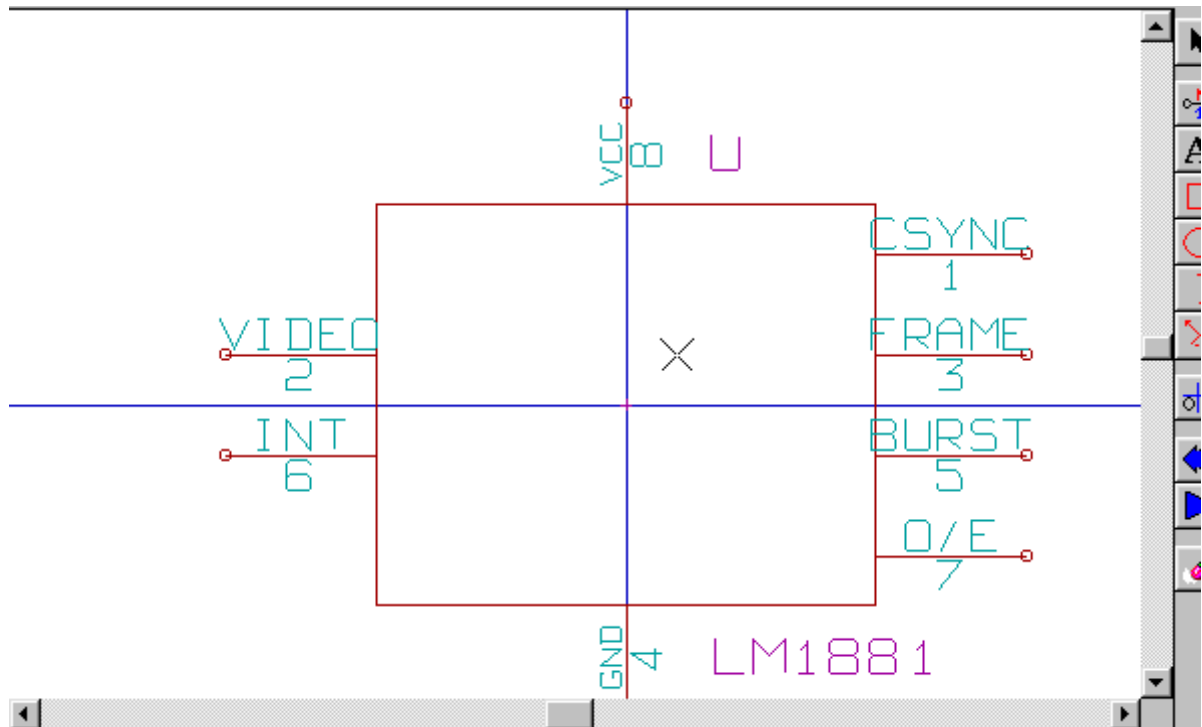 VCC 8 U
CSYNC
1
VIDEO FRAME
2 3
INT BURST
6 5
O/E
7
GND 4 LM1881
A